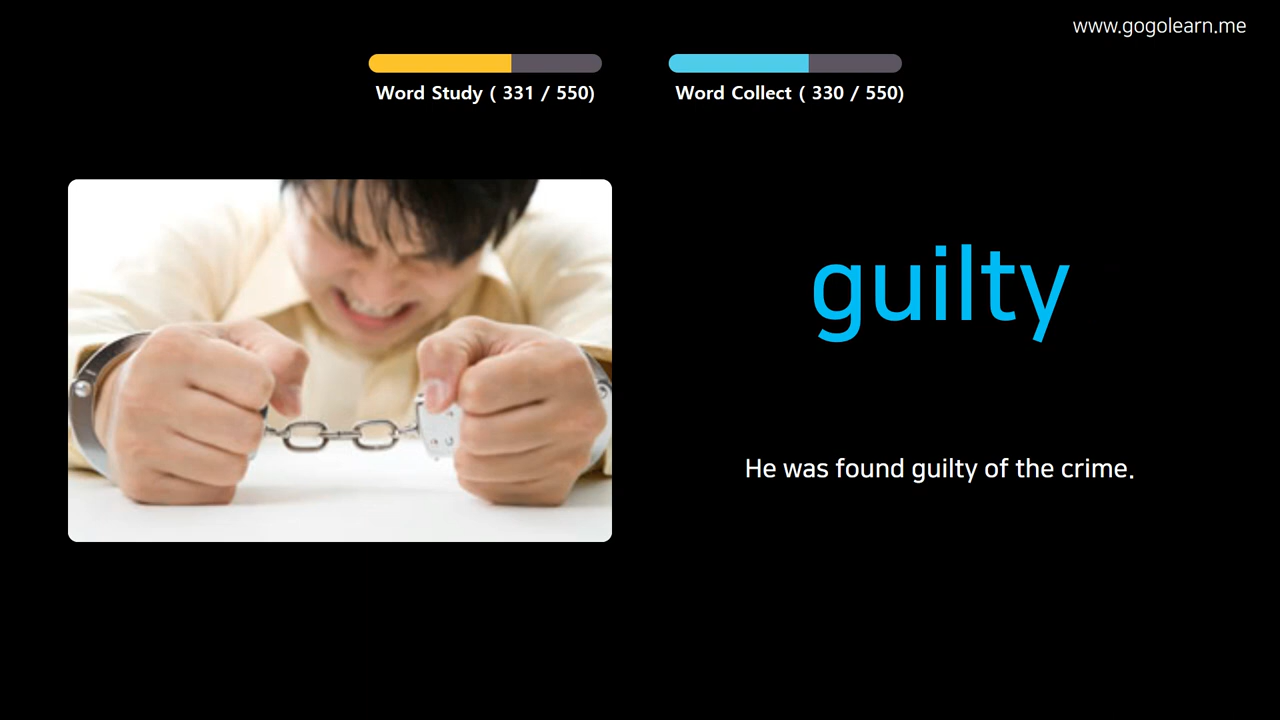 www.gogolearn.me
Word Study ( 331 / 550)
Word Collect ( 330 / 550)
guilty
He was found guilty of the crime.